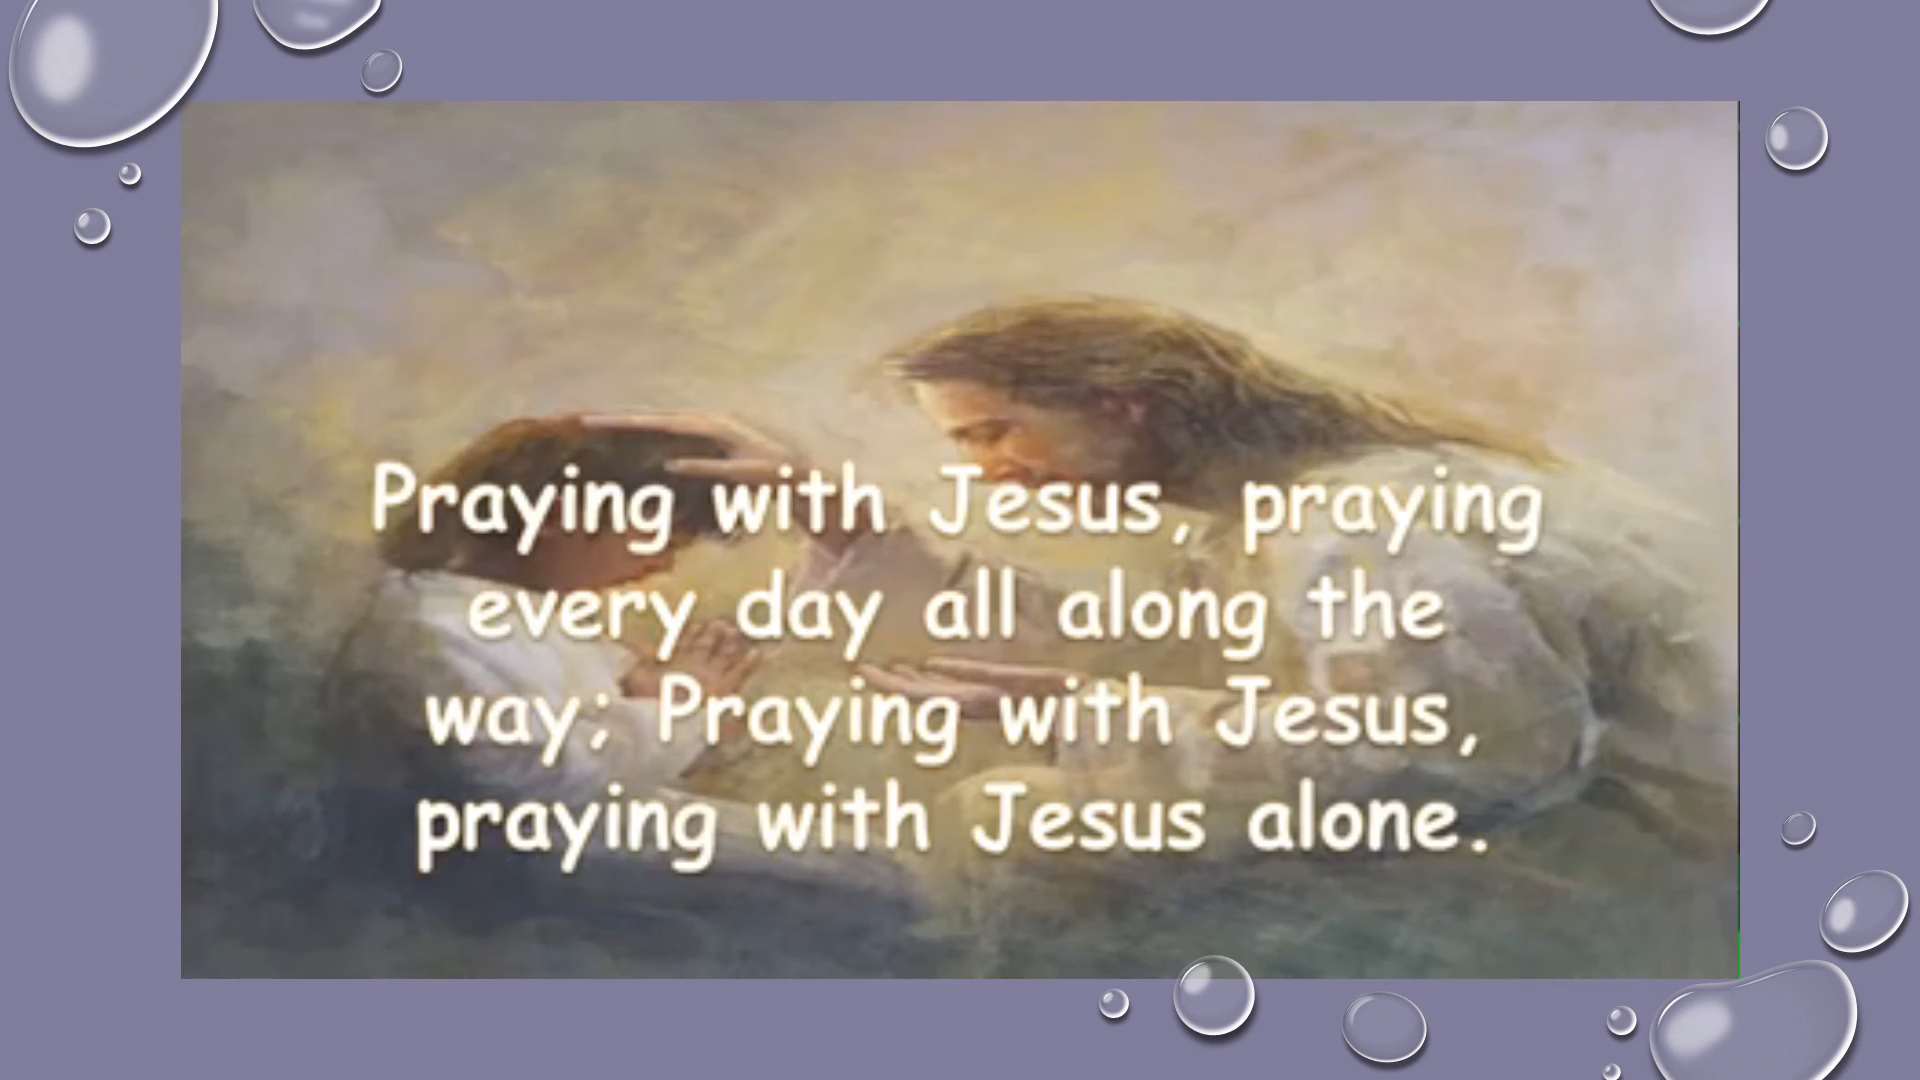 Praying with Jesus, praying
every day all along the
way; Praying with Jesus,
praying with Jesus alone.